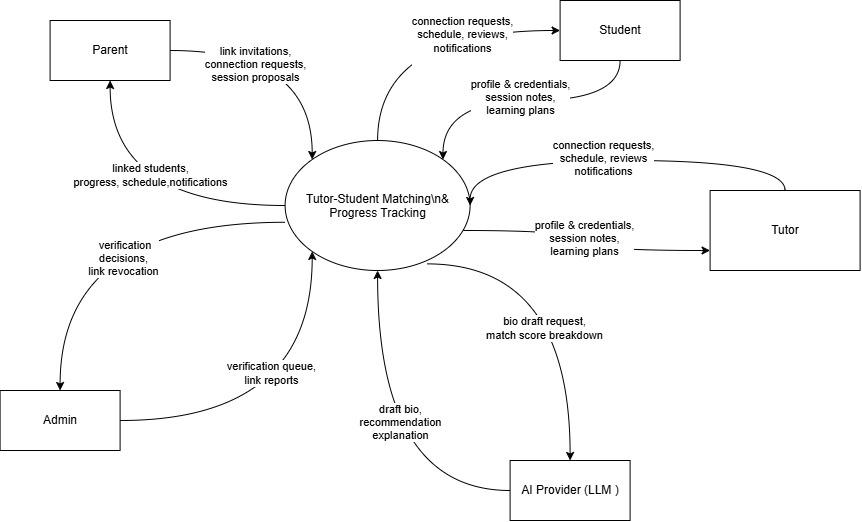 Parent
link invitations,
connection requests,
session proposals
connection requests,
schedule, reviews,
notifications
Student
profile & credentials,
session notes,
learning plans
connection requests,
schedule, reviews
notifications
linked students,
progress, schedule,notifications
Tutor-Student Matching\n&
Progress Tracking
profile & credentials,
session notes,
learning plans
Tutor
verification
decisions,
link revocation
bio draft request,
match score breakdown
verification queue,
link reports
draft bio,
recommendation
explanation
Admin
AI Provider (LLM )